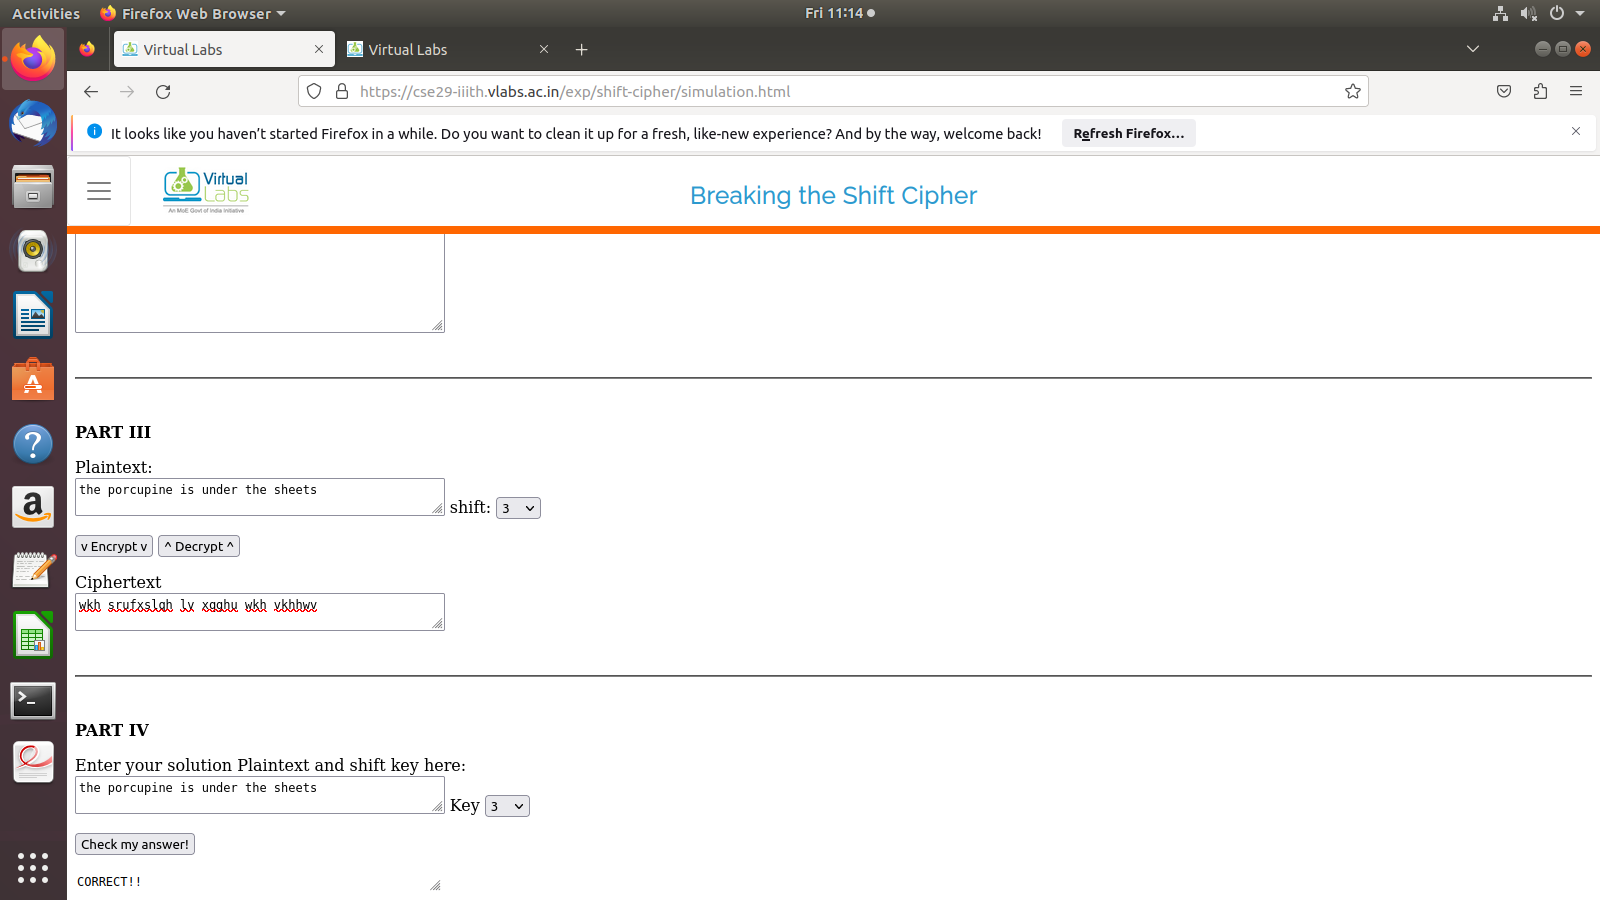 Activities
Firefox Web Browser
Fri 11:14
Virtual Labs
Virtual Labs
https://cse29-iiith.vlabs.ac.in/exp/shift-cipher/simulation.html
It looks like you haven’t started Firefox in a while. Do you want to clean it up for a fresh, like-new experience? And by the way, welcome back!
Refresh Firefox...
Virtual
Labs
An MoE Govt of India Initiative
Breaking the Shift Cipher
PART III
Plaintext:
the porcupine is under the sheets
shift: 3
v Encrypt v
^ Decrypt ^
Ciphertext
wkh srufxslqh lv xqghu wkh vkhhwv
PART IV
Enter your solution Plaintext and shift key here:
the porcupine is under the sheets
Key 3
Check my answer!
CORRECT!!